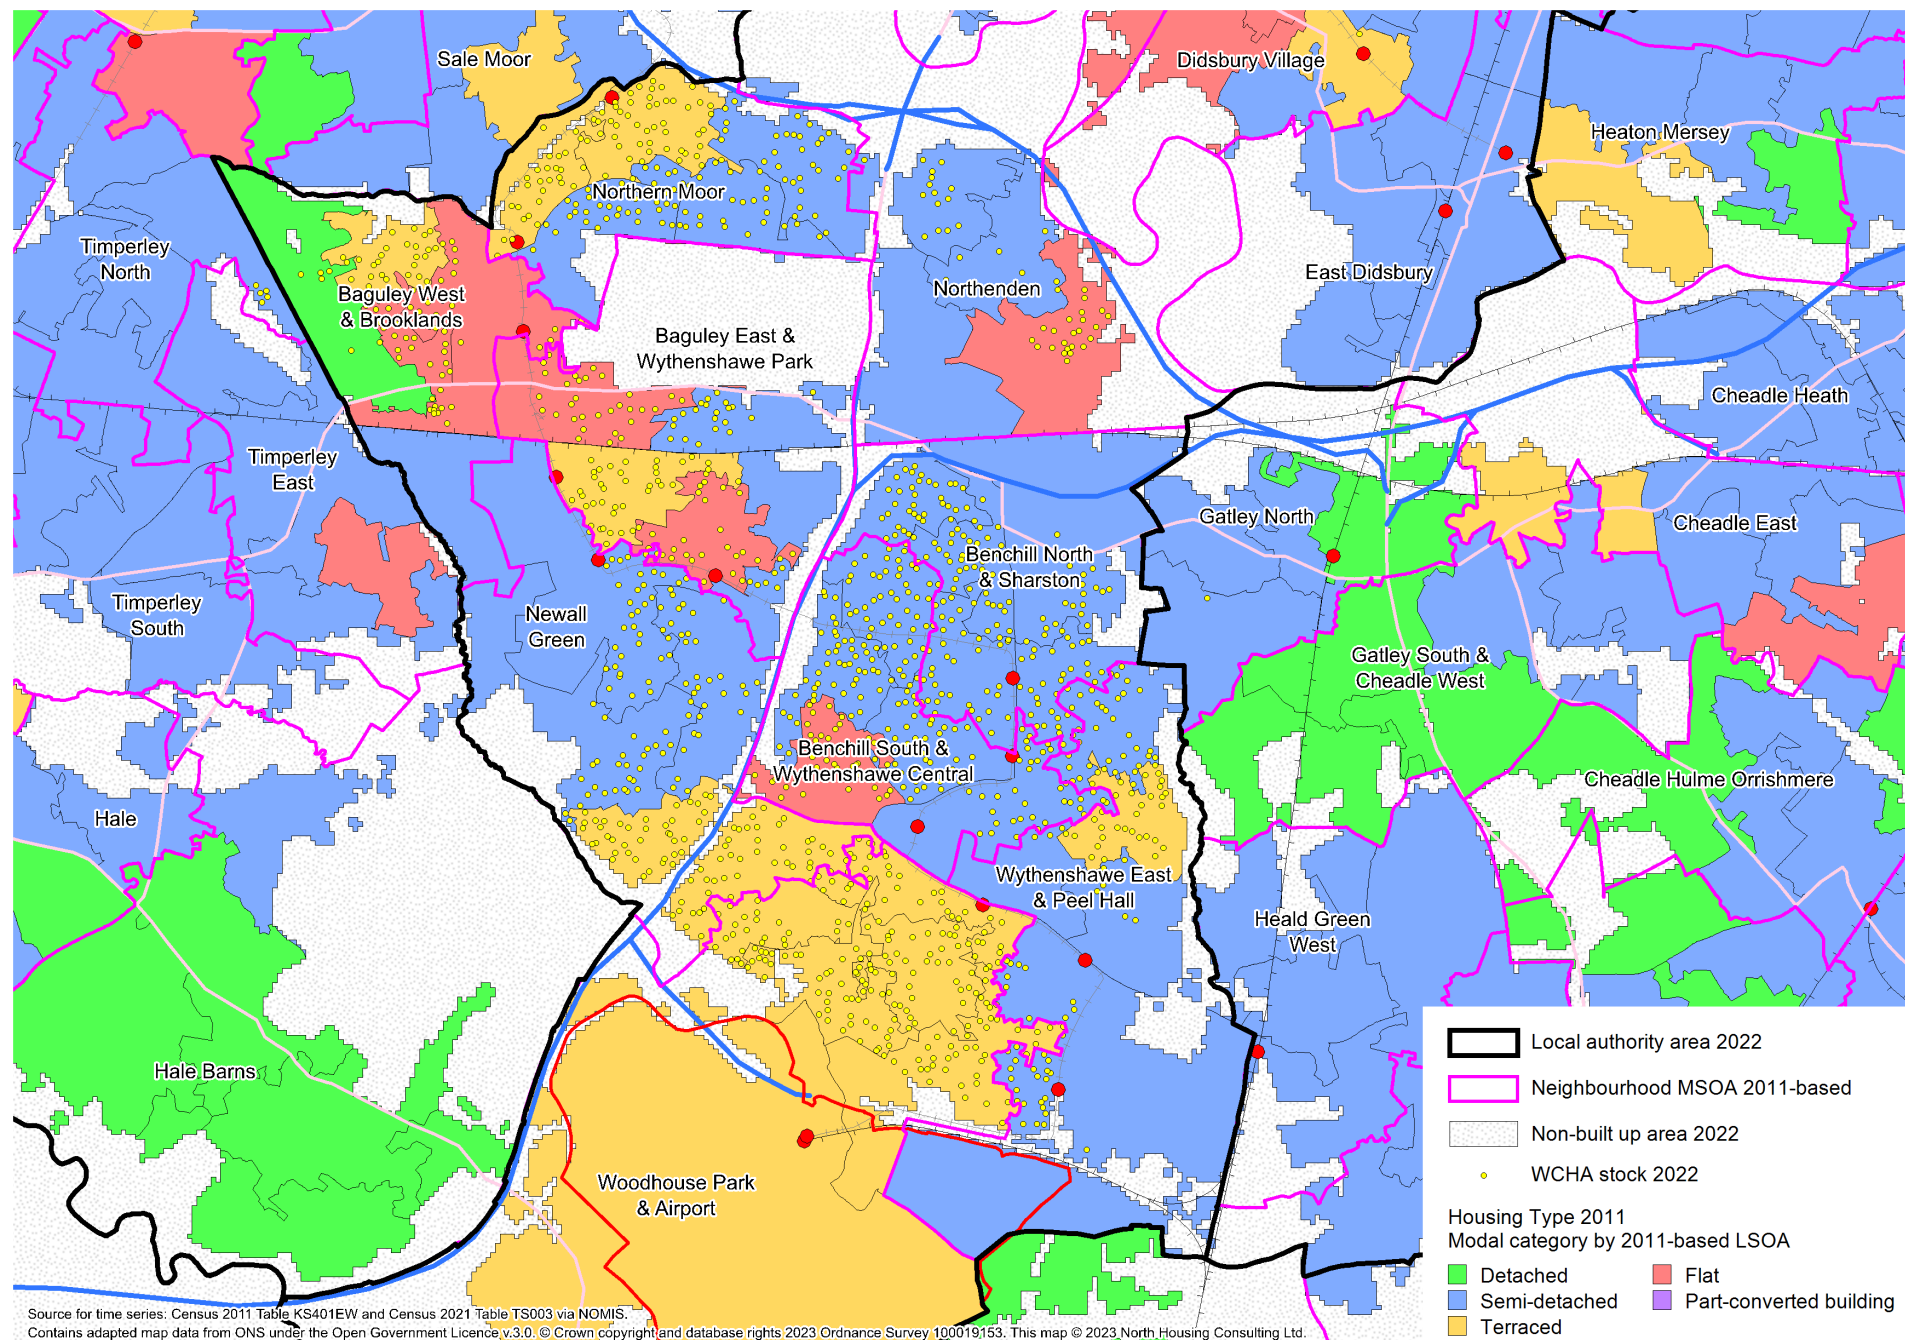 Sale Moor
Didsbury Village
Heaton Mersey
Northern Moor
Timperley
North
East Didsbury
Northenden
Baguley West
& Brooklands
Baguley East &
Wythenshawe Park
Cheadle Heath
Timperley
East
Gatley North
Cheadle East
Benchill North
& Sharston
Timperley
South
Newall
Green
Gatley South &
Cheadle West
Benchill South &
Wythenshawe Central
Cheadle Hulme Orrishmere
Hale
Wythenshawe East
& Peel Hall
Heald Green
West
Hale Barns
Woodhouse Park
& Airport
Local authority area 2022
Neighbourhood MSOA 2011-based
Non-built up area 2022
WCHA stock 2022
Housing Type 2011
Modal category by 2011-based LSOA
Detached
Flat
Semi-detached
Part-converted building
Terraced
Source for time series: Census 2011 Table KS401EW and Census 2021 Table TS003 via NOMIS.
Contains adapted map data from ONS under the Open Government Licence v.3.0. © Crown copyright and database rights 2023 Ordnance Survey 100019153. This map © 2023 North Housing Consulting Ltd.